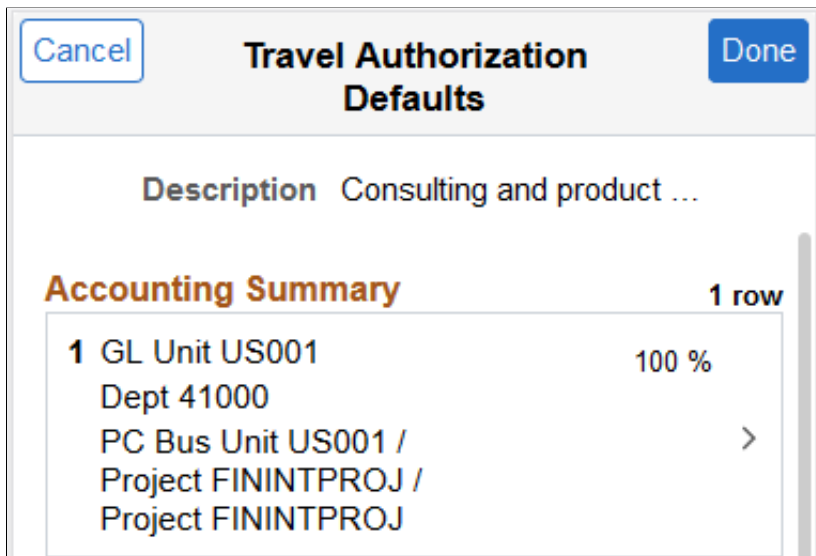 Cancel
Travel Authorization
Defaults
Done
Description Consulting and product ...
Accounting Summary
1 row
1 GL Unit US001
100 %
Dept 41000
PC Bus Unit US001 /
Project FININTPROJ /
Project FININTPROJ